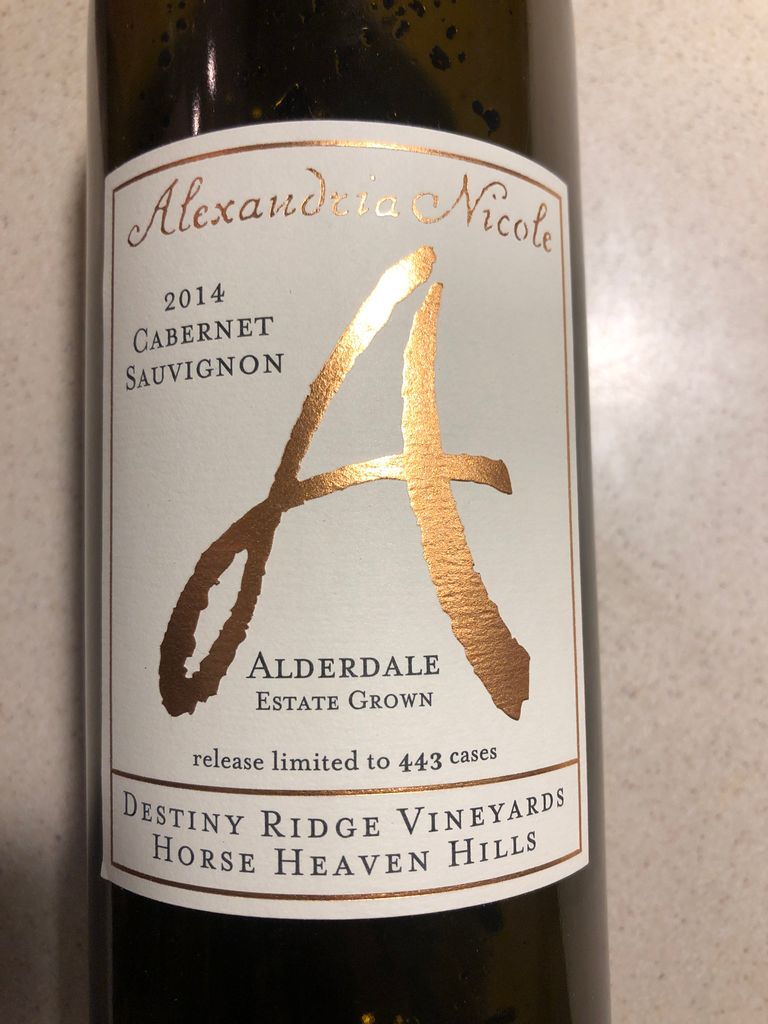 Alexandria Nicole
2014
CABERNET
SAUVIGNON
A
ALDERDALE
ESTATE GROWN
release limited to 443 cases
DESTINY RIDGE VINEYARDS
HORSE HEAVEN HILLS